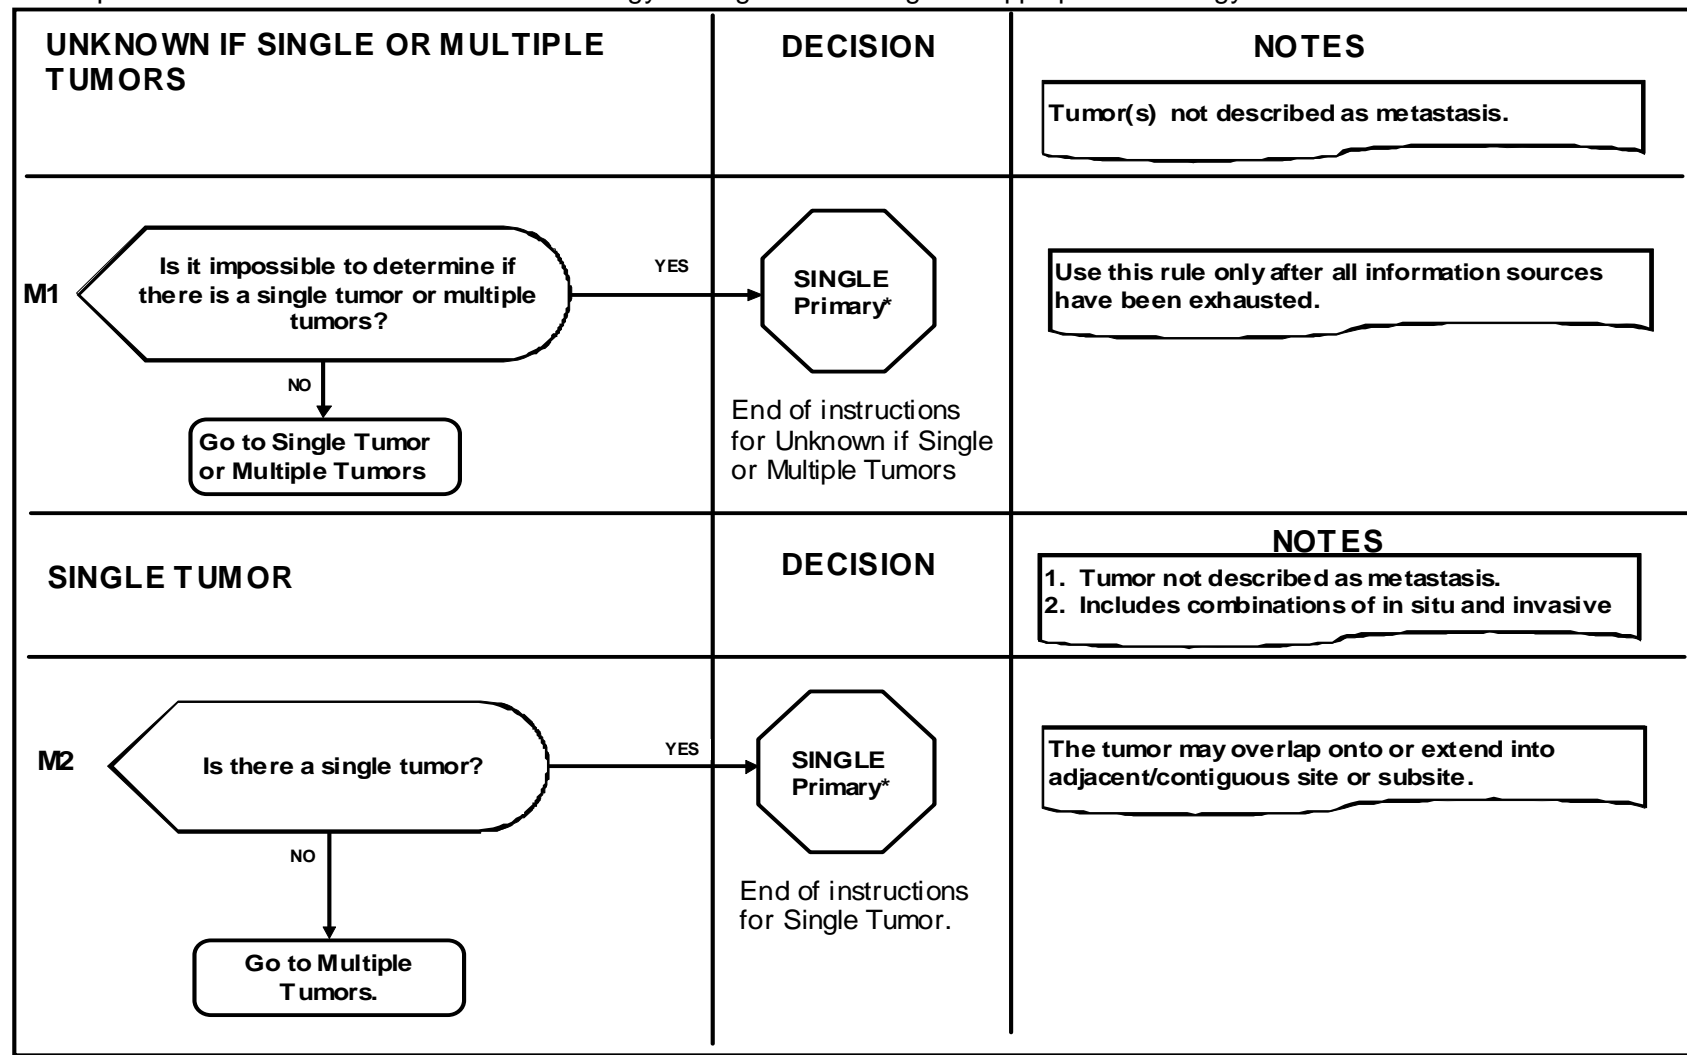 UNKNOWN IF SINGLE OR MULTIPLE
TUMORS
DECISION
NOTES
Tumor(s) not described as metastasis.
M1
Is it impossible to determine if
there is a single tumor or multiple
tumors?
YES
NO
Go to Single Tumor
or Multiple Tumors
SINGLE
Primary*
End of instructions
for Unknown if Single
or Multiple Tumors
Use this rule only after all information sources
have been exhausted.
SINGLE TUMOR
DECISION
NOTES
1. Tumor not described as metastasis.
2. Includes combinations of in situ and invasive
M2
Is there a single tumor?
YES
NO
Go to Multiple
Tumors.
SINGLE
Primary*
End of instructions
for Single Tumor.
The tumor may overlap onto or extend into
adjacent/contiguous site or subsite.